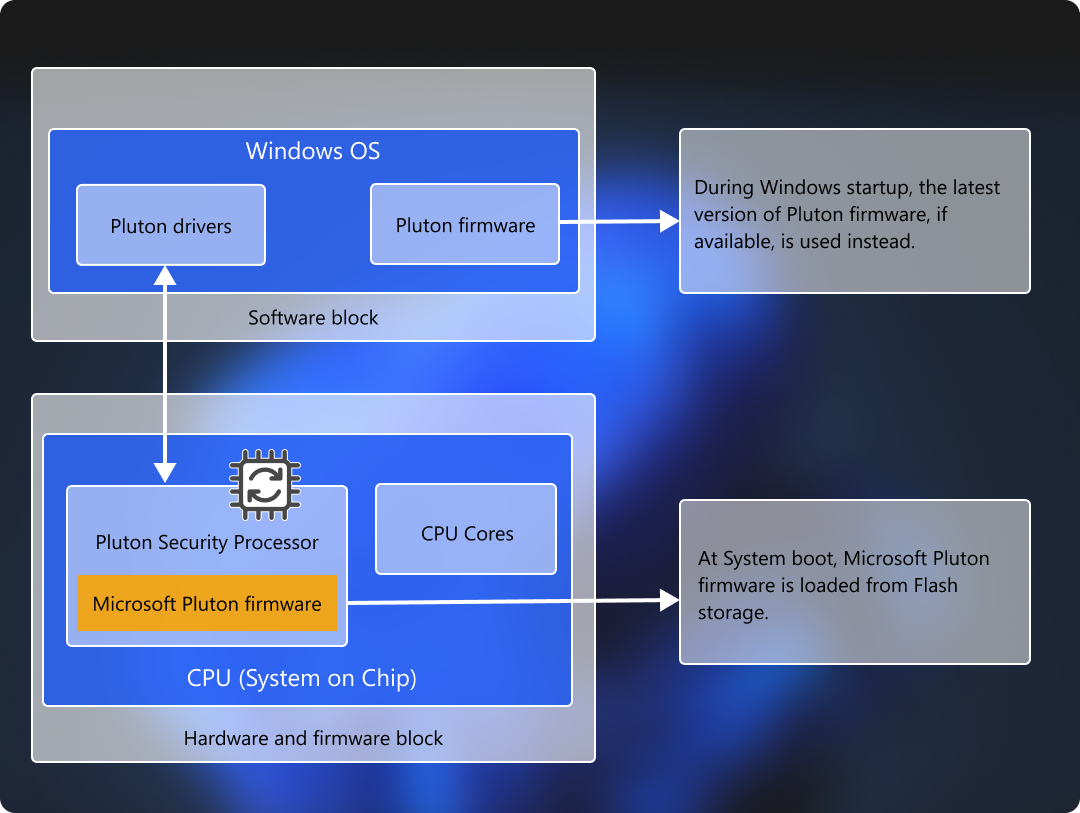 Windows OS
Pluton drivers
Pluton firmware
Software block
During Windows startup, the latest
version of Pluton firmware, if
available, is used instead.
Pluton Security Processor
Microsoft Pluton firmware
CPU Cores
CPU (System on Chip)
Hardware and firmware block
At System boot, Microsoft Pluton
firmware is loaded from Flash
storage.